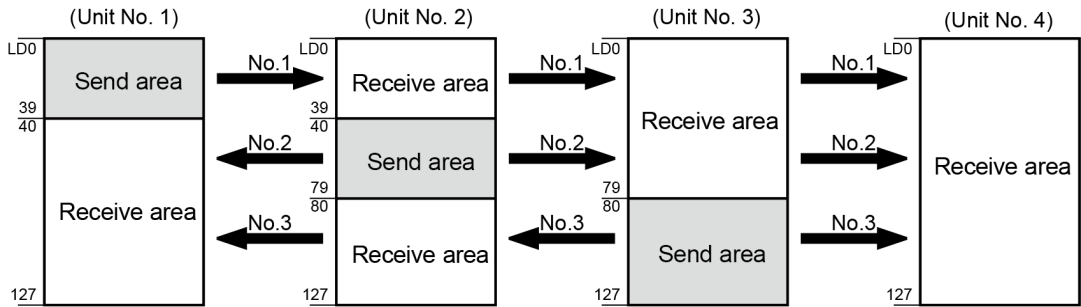 (Unit No. 1)
LD0
Send area
39
40
Receive area
127
No.1
No.2
No.3
(Unit No. 2)
LD0
Receive area
39
40
Send area
79
80
Receive area
127
No.1
No.2
No.3
(Unit No. 3)
LD0
Receive area
79
80
Send area
127
No.1
No.2
No.3
(Unit No. 4)
LD0
Receive area
127